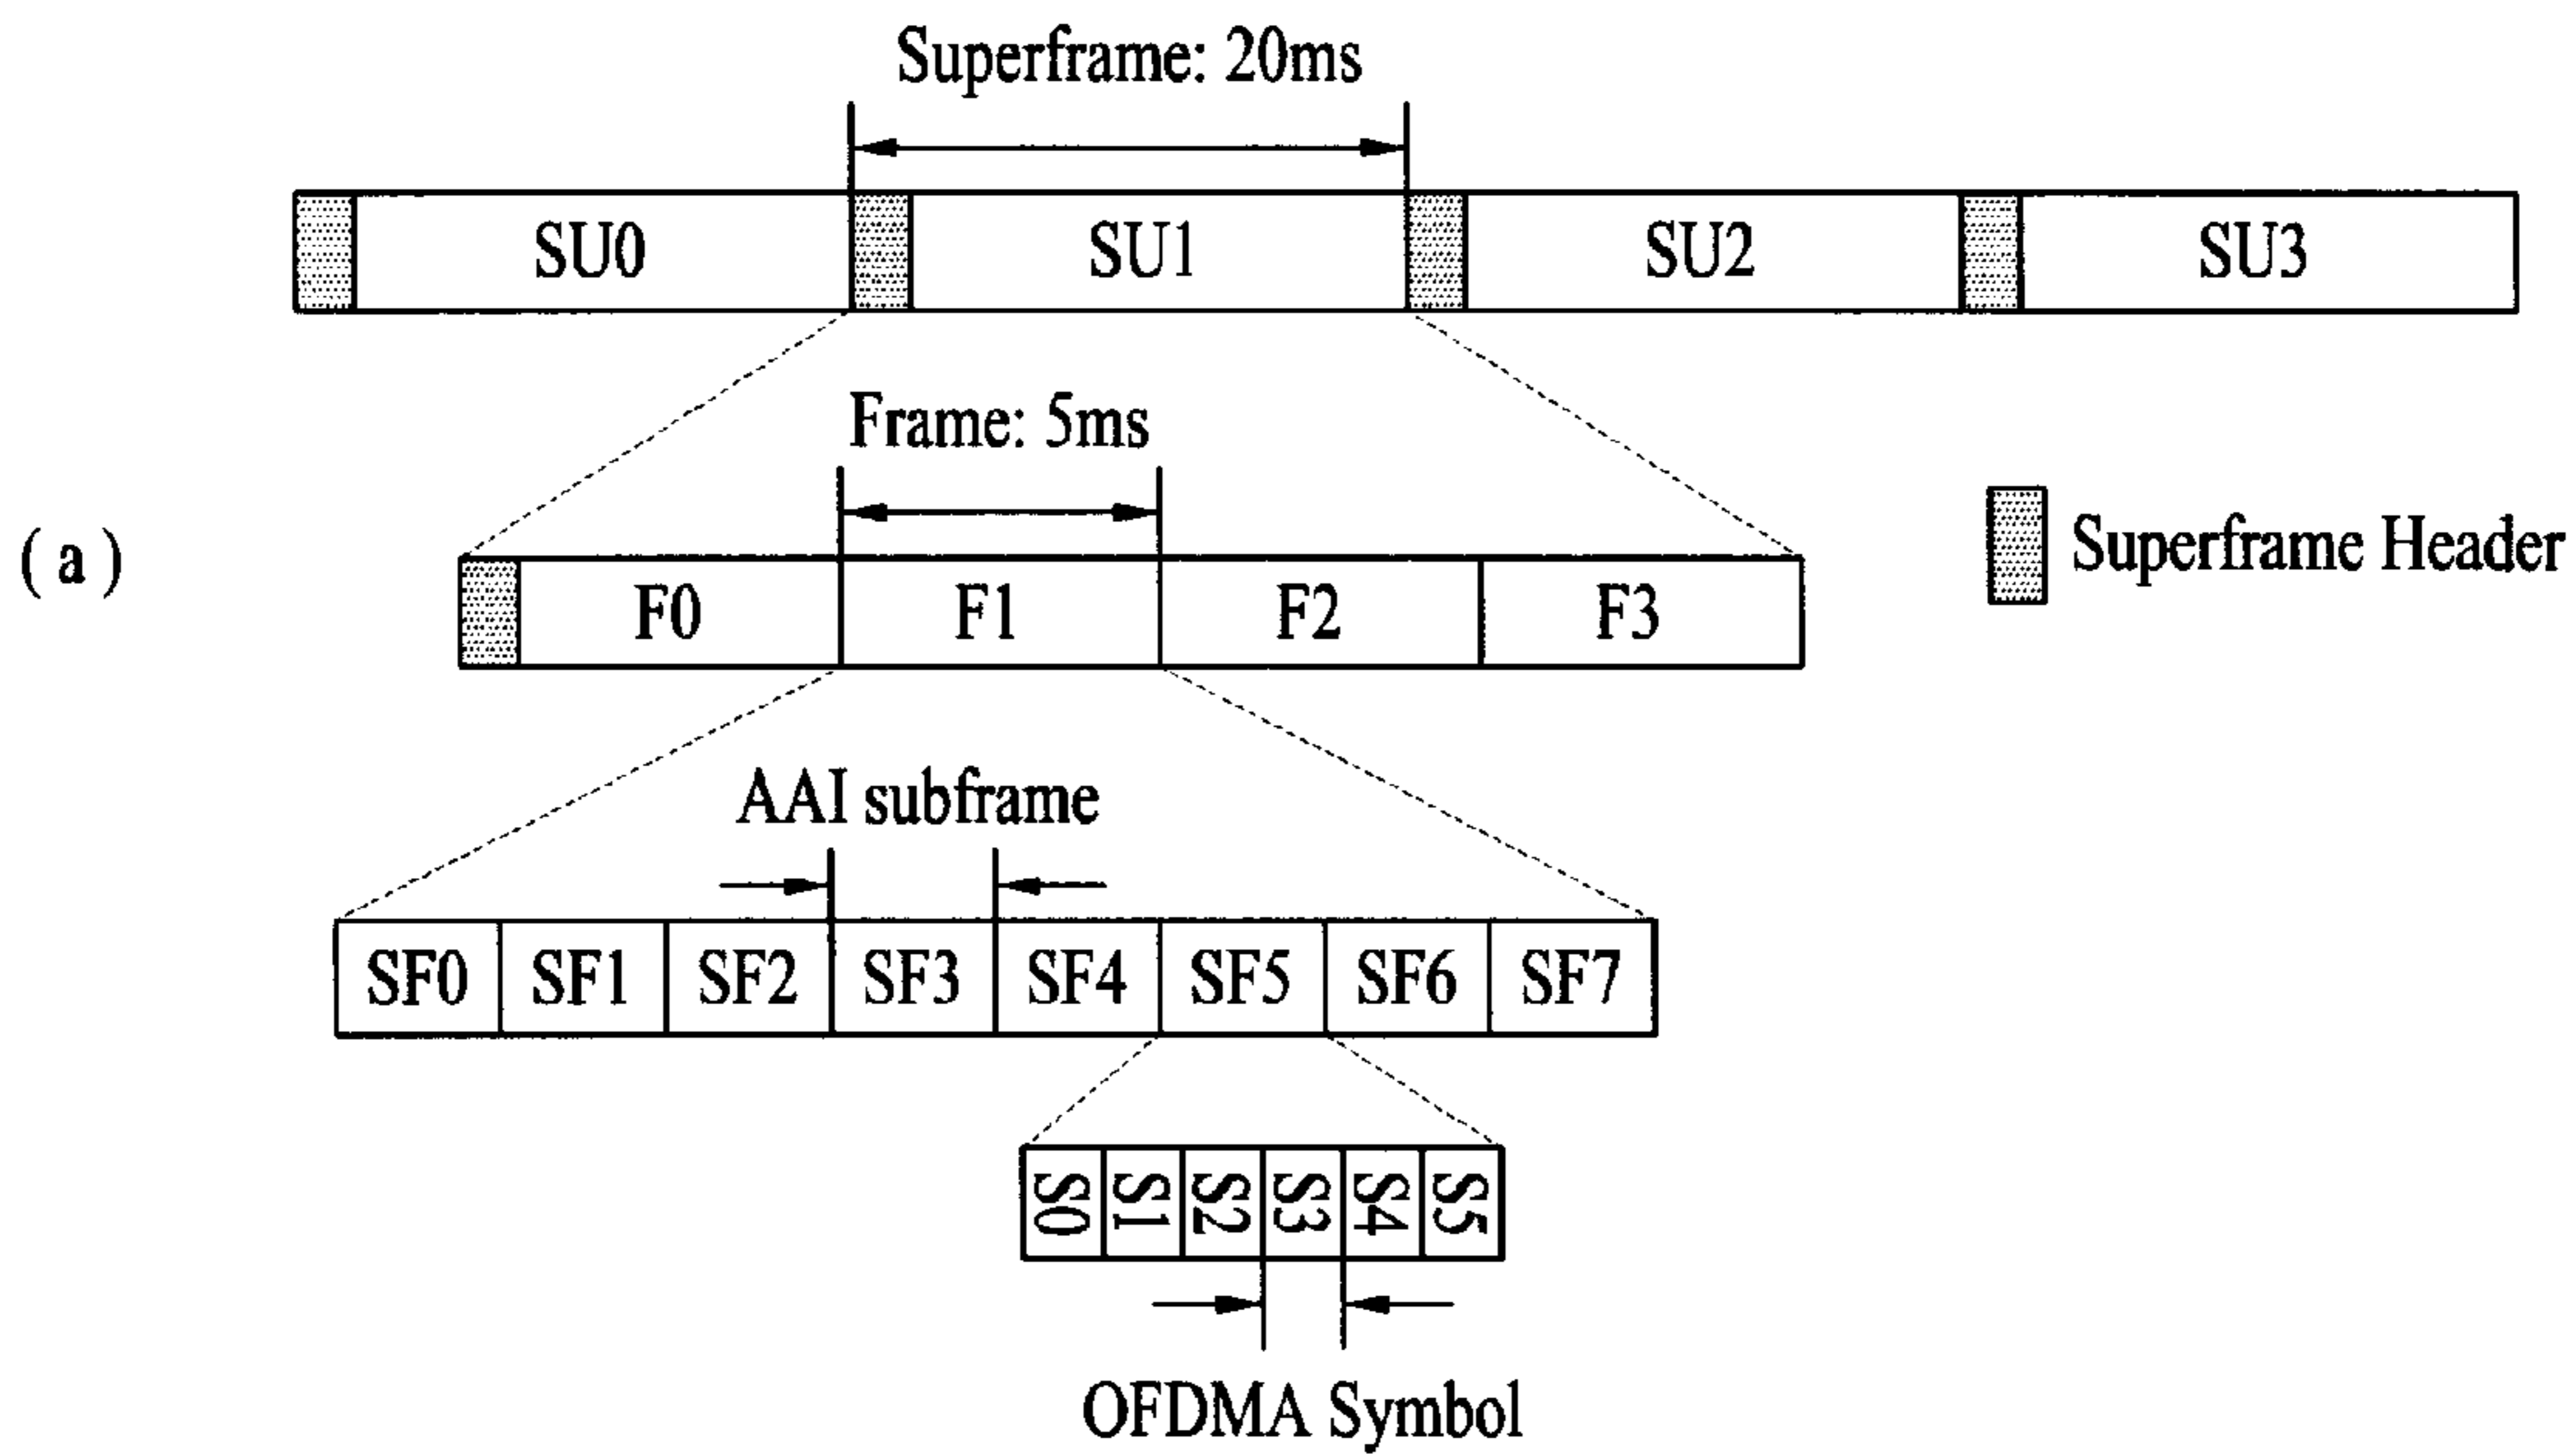 Superframe: 20ms
SU0 SU1 SU2 SU3
Frame: 5ms
( a )
Superframe Header
F0 F1 F2 F3
AAI subframe
SF0 SF1 SF2 SF3 SF4 SF5 SF6 SF7
S0 S1 S2 S3 S4 S5
OFDMA Symbol